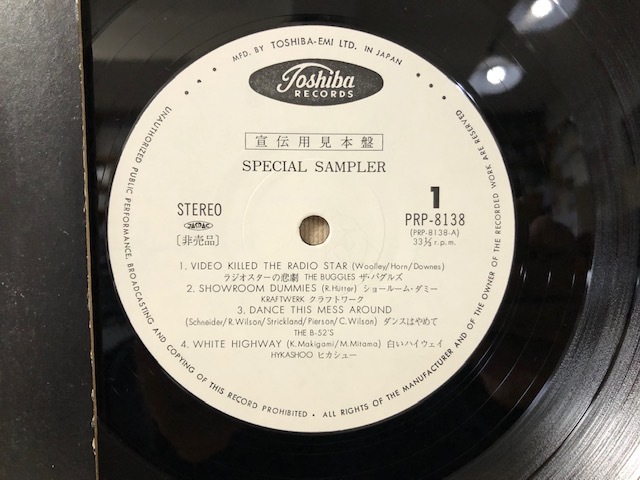 MFD. BY TOSHIBA-EMI LTD. IN JAPAN
Toshiba
RECORDS
宣伝用見本盤
SPECIAL SAMPLER
STEREO
JASRAC
[非売品]
1
PRP-8138
(PRP-8138-A)
33⅓ r.p.m.
1. VIDEO KILLED THE RADIO STAR (Woolley/Horn/Downes)
ラジオスターの悲劇 THE BUGGLES ザ・バグルズ
2. SHOWROOM DUMMIES (R.Hütter) ショールーム・ダミー
KRAFTWERK クラフトワーク
3. DANCE THIS MESS AROUND
(Schneider/R.Wilson/Strickland/Pierson/C.Wilson) ダンスはやめて
THE B-52'S
4. WHITE HIGHWAY (K.Makigami/M.Mitama) 白いハイウェイ
HYKASHOO ヒカシュー
UNAUTHORIZED PUBLIC PERFORMANCE, BROADCASTING AND COPYING OF THIS RECORD PROHIBITED • ALL RIGHTS OF THE MANUFACTURER AND OF THE OWNER OF THE RECORDED WORK ARE RESERVED